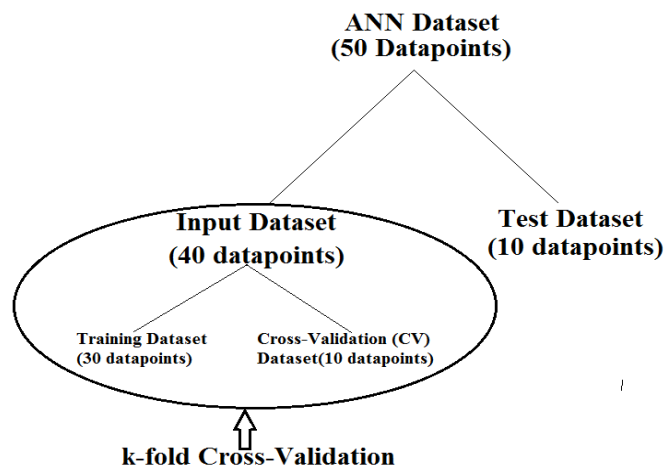 ANN Dataset
(50 Datapoints)
Input Dataset
(40 datapoints)
Test Dataset
(10 datapoints)
Training Dataset
(30 datapoints)
Cross-Validation (CV)
Dataset(10 datapoints)
k-fold Cross-Validation